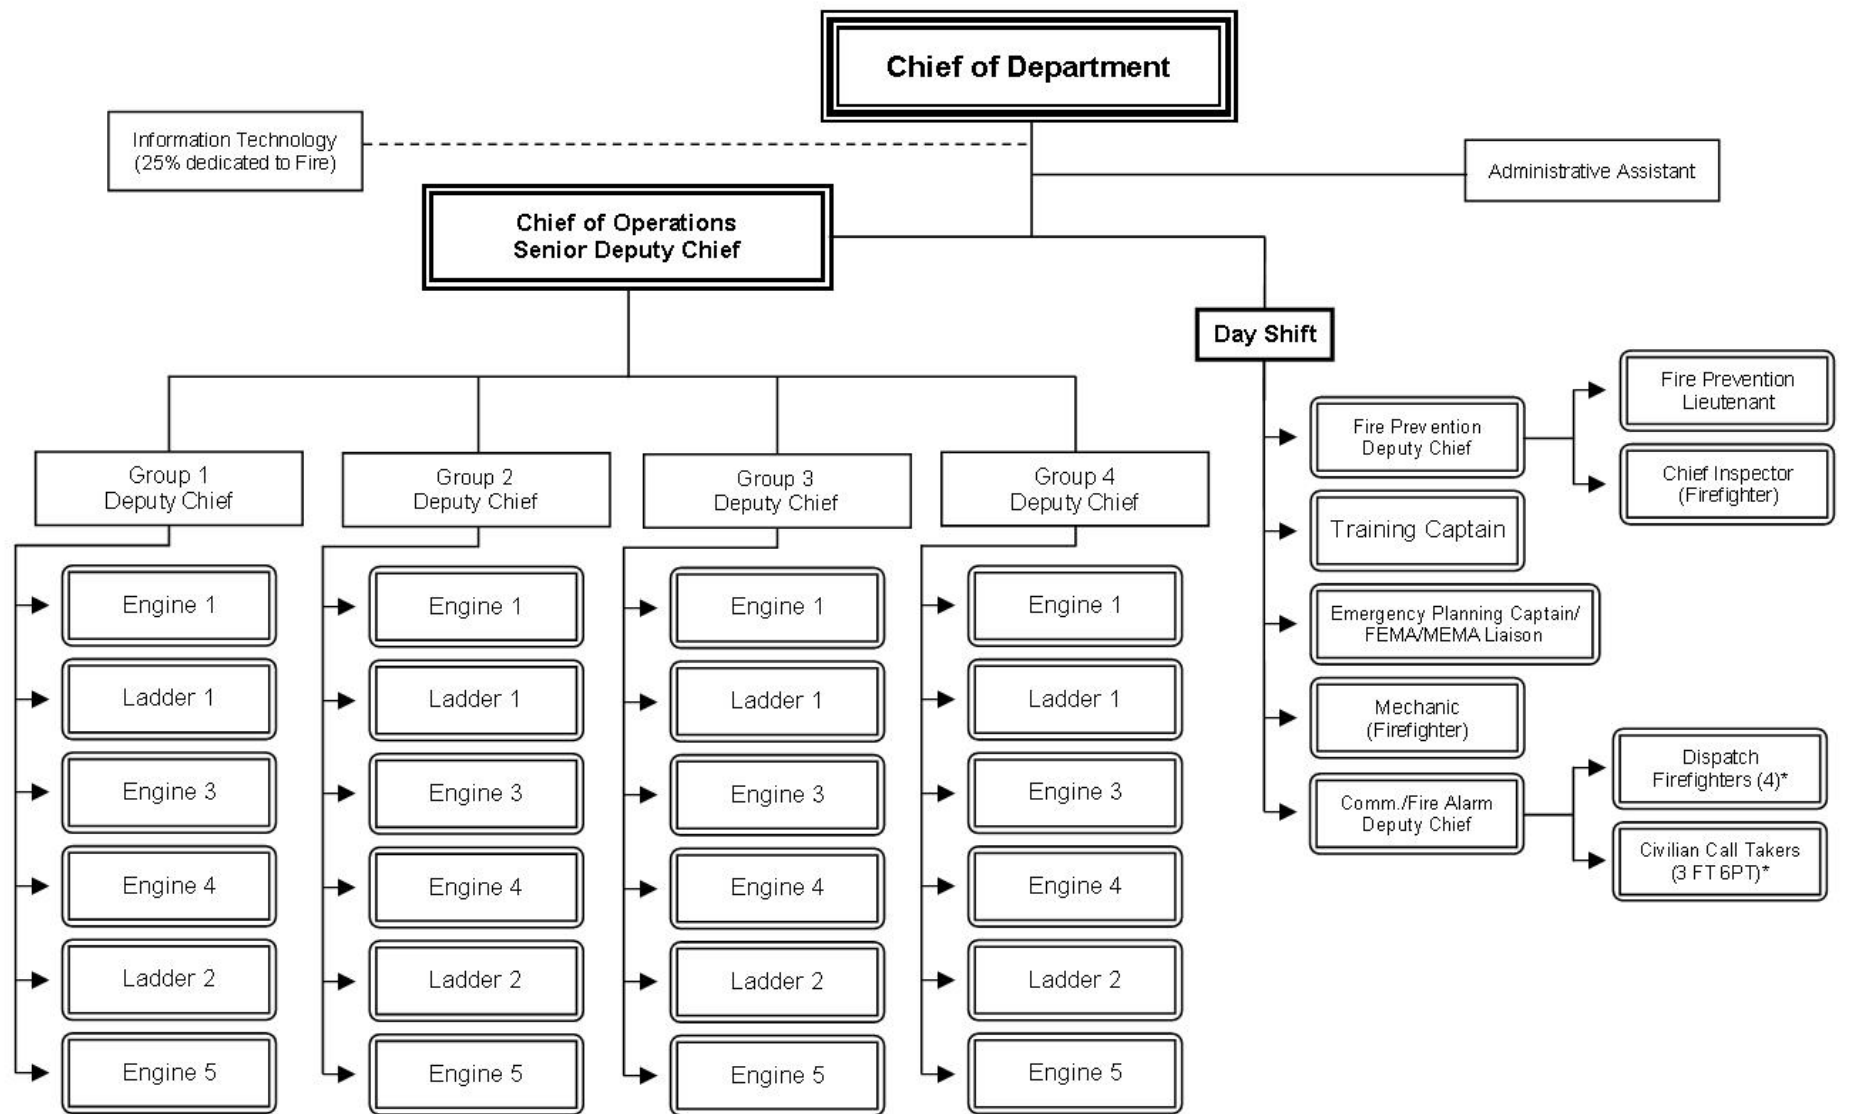 Chief of Department
Information Technology
(25% dedicated to Fire)
Administrative Assistant
Chief of Operations
Senior Deputy Chief
Day Shift
Group 1
Deputy Chief
Engine 1
Ladder 1
Engine 3
Engine 4
Ladder 2
Engine 5
Group 2
Deputy Chief
Engine 1
Ladder 1
Engine 3
Engine 4
Ladder 2
Engine 5
Group 3
Deputy Chief
Engine 1
Ladder 1
Engine 3
Engine 4
Ladder 2
Engine 5
Group 4
Deputy Chief
Engine 1
Ladder 1
Engine 3
Engine 4
Ladder 2
Engine 5
Fire Prevention
Deputy Chief
Fire Prevention
Lieutenant
Chief Inspector
(Firefighter)
Training Captain
Emergency Planning Captain/
FEMA/MEMA Liaison
Mechanic
(Firefighter)
Comm./Fire Alarm
Deputy Chief
Dispatch
Firefighters (4)*
Civilian Call Takers
(3 FT 6PT)*